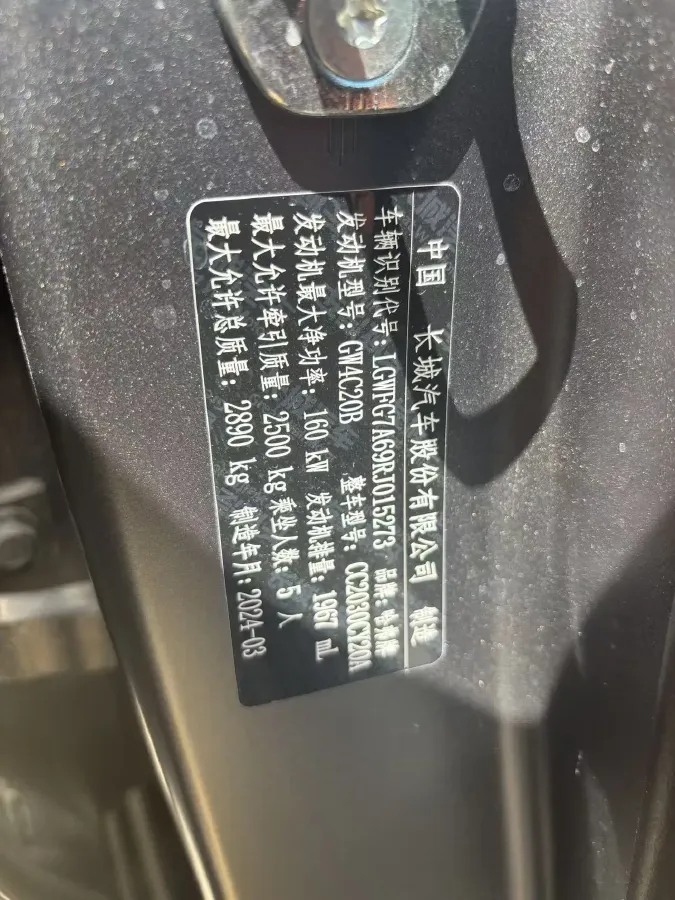 中国 长城汽车股份有限公司 制造
车辆识别代号：LGWFG7A69RJ015273 品牌：哈弗牌
发动机型号：GW4C20B 整车型号：CC2030CY20A
发动机最大净功率：160 kW 发动机排量：1967 mL
最大允许牵引质量：2500 kg 乘坐人数：5 人
最大允许总质量：2890 kg 制造年月：2024-03